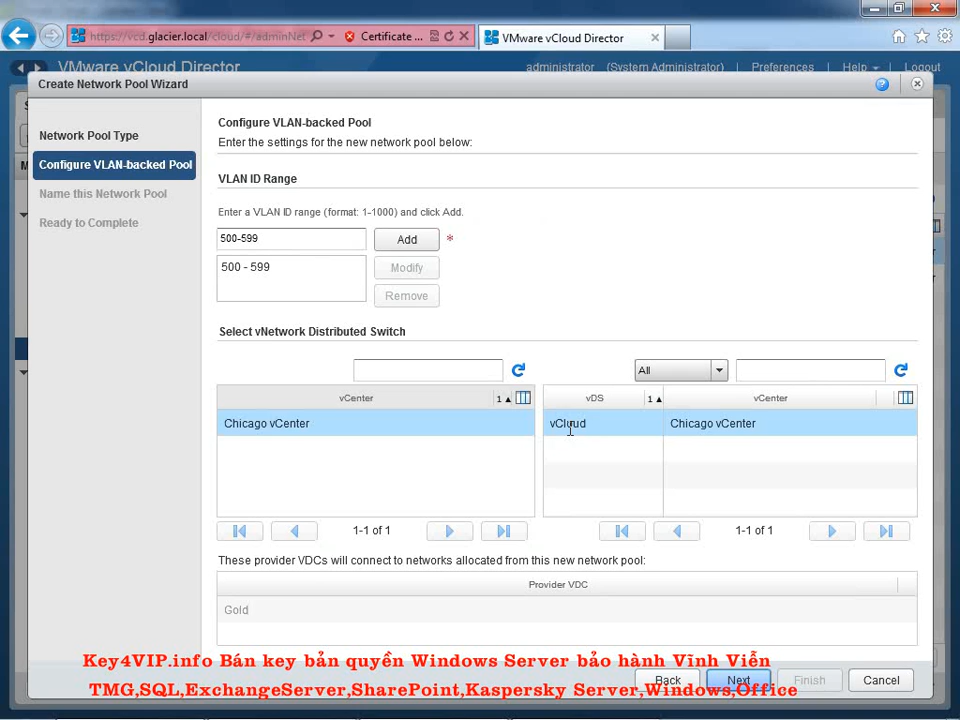 https://vcd.glacier.local/cloud/#/adminNet
Certificate ...
VMware vCloud Director
VMware vCloud Director
administrator (System Administrator) Preferences Help Logout
Create Network Pool Wizard
Network Pool Type
Configure VLAN-backed Pool
Name this Network Pool
Ready to Complete
Configure VLAN-backed Pool
Enter the settings for the new network pool below:
VLAN ID Range
Enter a VLAN ID range (format: 1-1000) and click Add.
500-599 Add *
500 - 599 Modify
Remove
Select vNetwork Distributed Switch
All
vCenter 1 ▲ vDS 1 ▲ vCenter
Chicago vCenter vCloud Chicago vCenter
1-1 of 1 1-1 of 1
These provider VDCs will connect to networks allocated from this new network pool:
Provider VDC
Gold
Key4VIP.info Bán key bản quyền Windows Server bảo hành Vĩnh Viễn
Back Next Finish Cancel
TMG,SQL,ExchangeServer,SharePoint,Kaspersky Server,Windows,Office